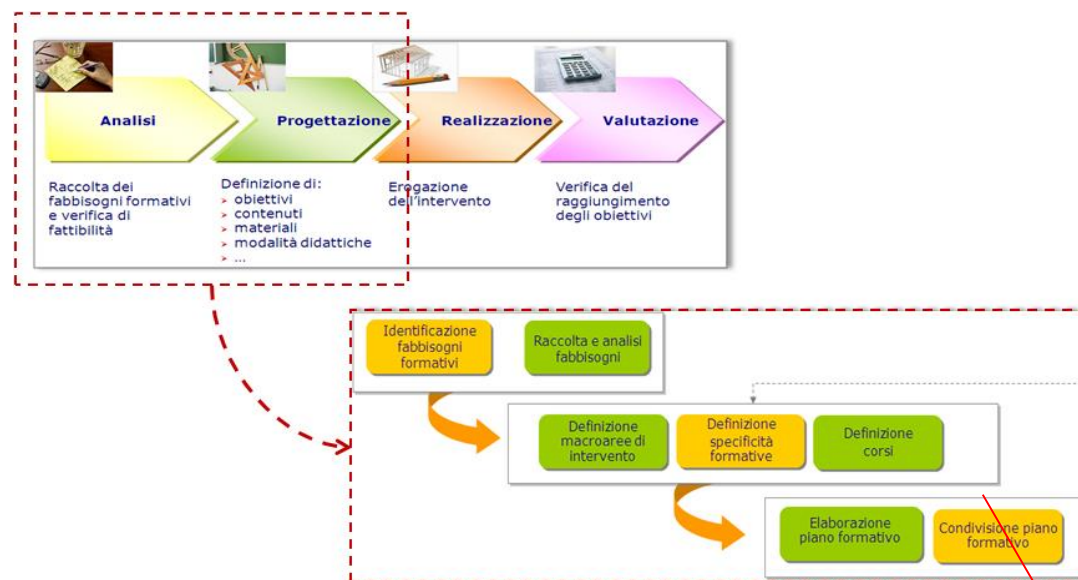 Analisi
Progettazione
Realizzazione
Valutazione
Raccolta dei
fabbisogni formativi
e verifica di
fattibilità
Definizione di:
➢ obiettivi
➢ contenuti
➢ materiali
➢ modalità didattiche
➢ ...
Erogazione
dell'intervento
Verifica del
raggiungimento
degli obiettivi
Identificazione
fabbisogni
formativi
Raccolta e analisi
fabbisogni
Definizione
macroaree di
intervento
Definizione
specificità
formative
Definizione
corsi
Elaborazione
piano formativo
Condivisione piano
formativo